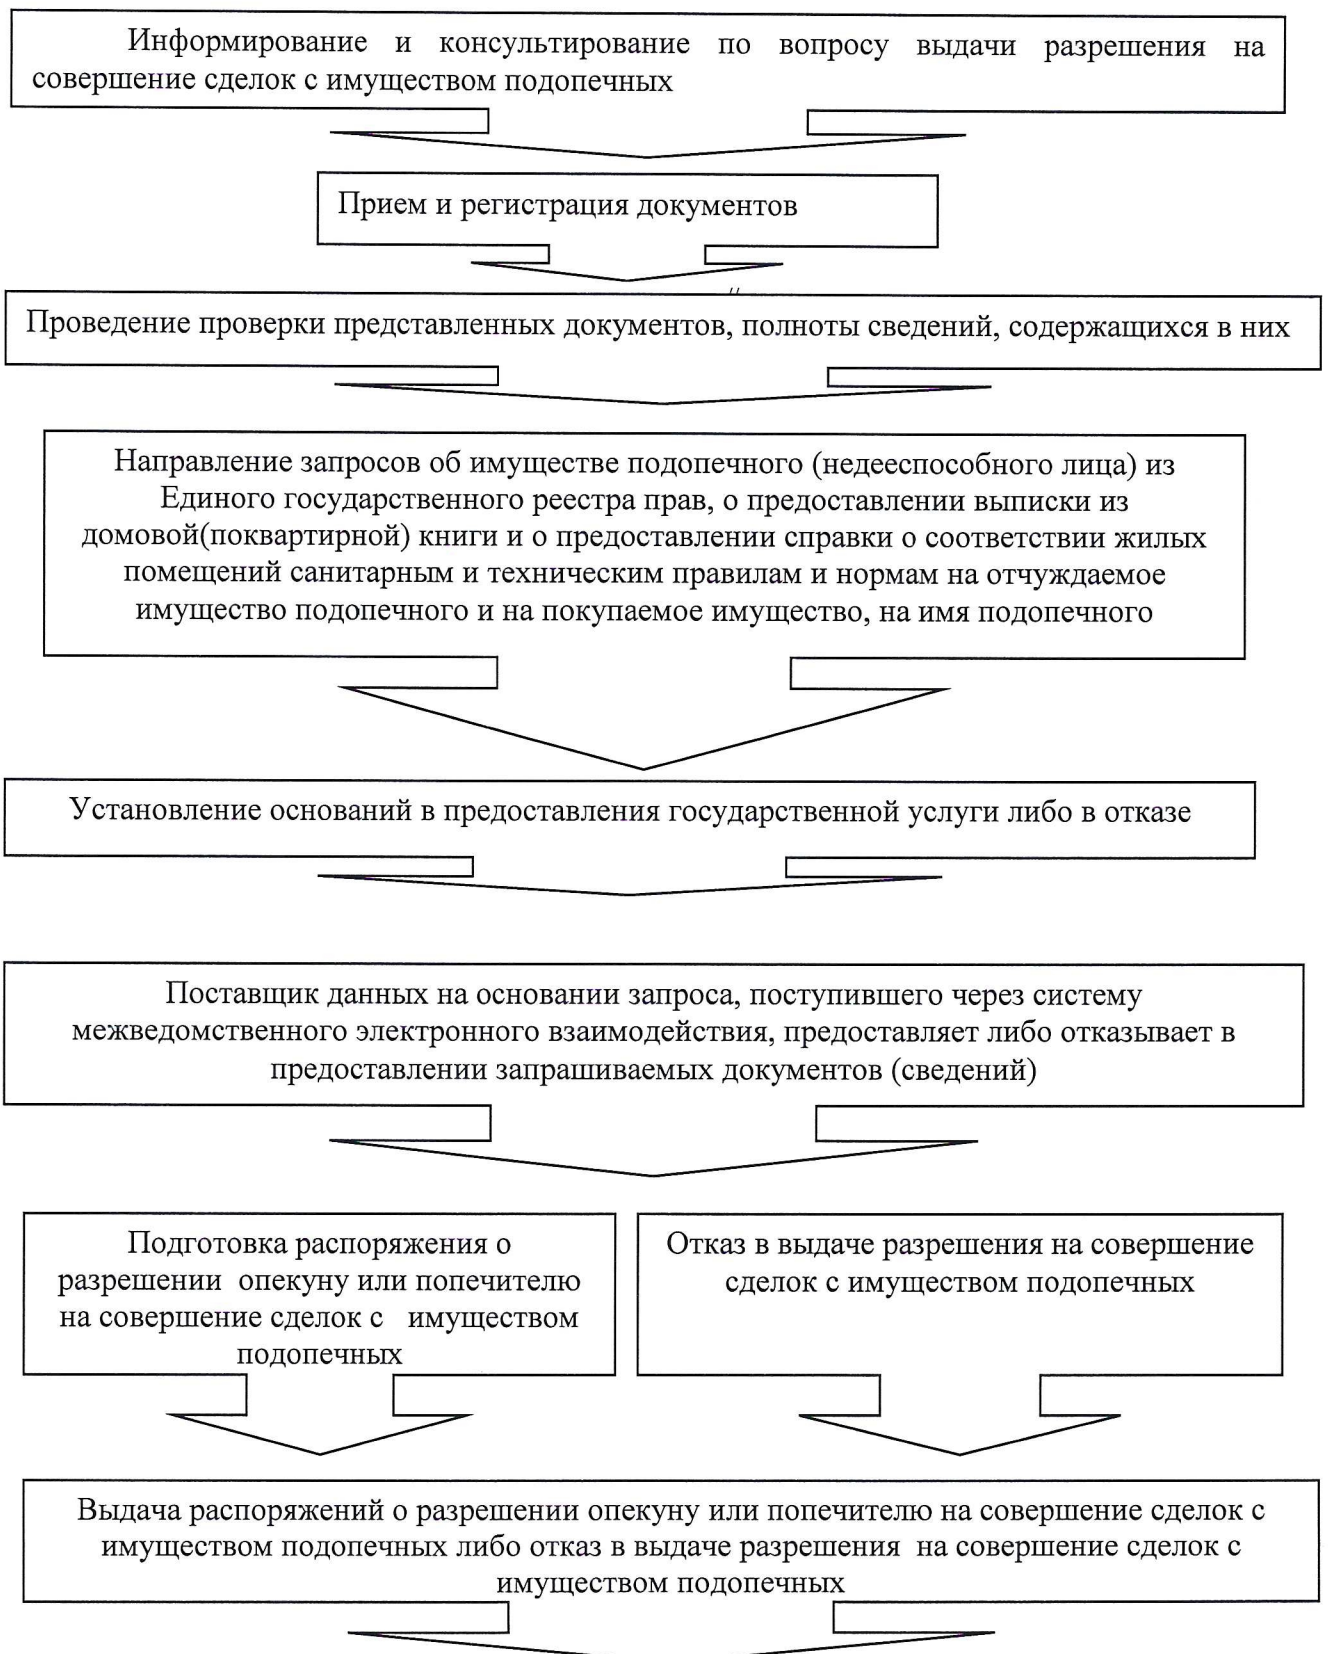 Информирование и консультирование по вопросу выдачи разрешения на
совершение сделок с имуществом подопечных
Прием и регистрация документов
Проведение проверки представленных документов, полноты сведений, содержащихся в них
Направление запросов об имуществе подопечного (недееспособного лица) из
Единого государственного реестра прав, о предоставлении выписки из
домовой(поквартирной) книги и о предоставлении справки о соответствии жилых
помещений санитарным и техническим правилам и нормам на отчуждаемое
имущество подопечного и на покупаемое имущество, на имя подопечного
Установление оснований в предоставления государственной услуги либо в отказе
Поставщик данных на основании запроса, поступившего через систему
межведомственного электронного взаимодействия, предоставляет либо отказывает в
предоставлении запрашиваемых документов (сведений)
Подготовка распоряжения о
разрешении опекуну или попечителю
на совершение сделок с имуществом
подопечных
Отказ в выдаче разрешения на совершение
сделок с имуществом подопечных
Выдача распоряжений о разрешении опекуну или попечителю на совершение сделок с
имуществом подопечных либо отказ в выдаче разрешения на совершение сделок с
имуществом подопечных